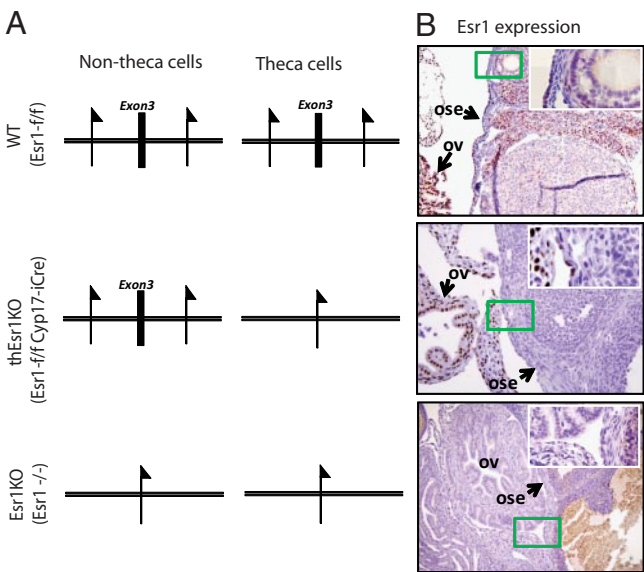 A
Non-theca cells
Theca cells
WT
(Esr1-f/f)
Exon3
Exon3
thEsr1KO
(Esr1-f/f Cyp17-iCre)
Exon3
Esr1KO
(Esr1 -/-)
B
Esr1 expression
ose
ov
ov
ose
ov
ose